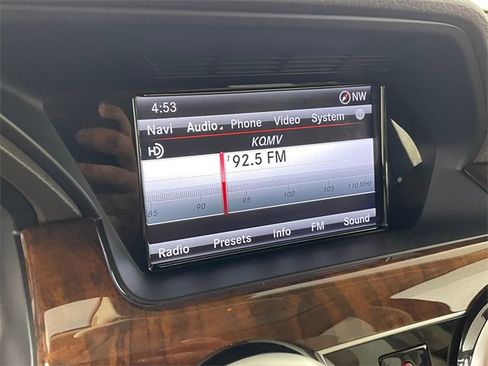 4:53 NW
Navi Audio Phone Video System
HD KQMV
92.5 FM
85 90 95 100 105 110 MHz
Radio Presets Info FM Sound